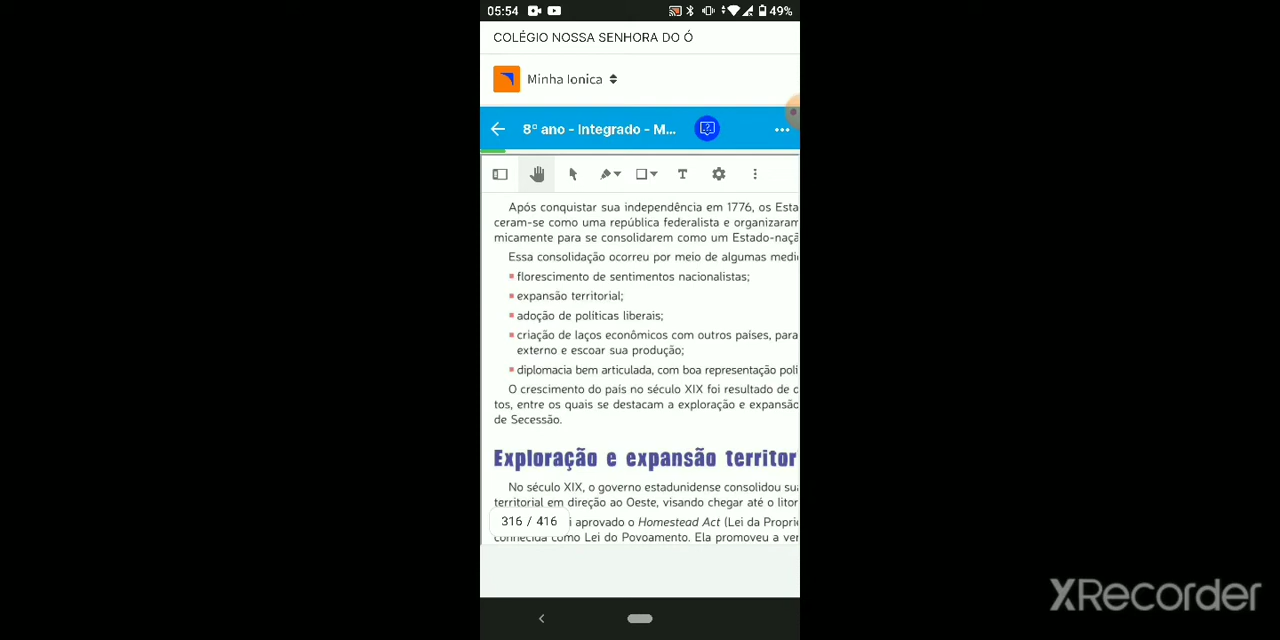 05:54 49%
COLÉGIO NOSSA SENHORA DO Ó
Minha Ionica
8º ano - Integrado - M...
T
Após conquistar sua independência em 1776, os Esta
ceram-se como uma república federalista e organizaram
micamente para se consolidarem como um Estado-naçã
Essa consolidação ocorreu por meio de algumas medi
florescimento de sentimentos nacionalistas;
expansão territorial;
adoção de políticas liberais;
criação de laços econômicos com outros países, para
externo e escoar sua produção;
diplomacia bem articulada, com boa representação polí
O crescimento do país no século XIX foi resultado de
tos, entre os quais se destacam a exploração e expansão
de Secessão.
Exploração e expansão territor
No século XIX, o governo estadunidense consolidou sua
territorial em direção ao Oeste, visando chegar até o litor
316 / 416 i aprovado o Homestead Act (Lei da Proprie
conhecida como Lei do Povoamento. Ela promoveu a ver
XRecorder